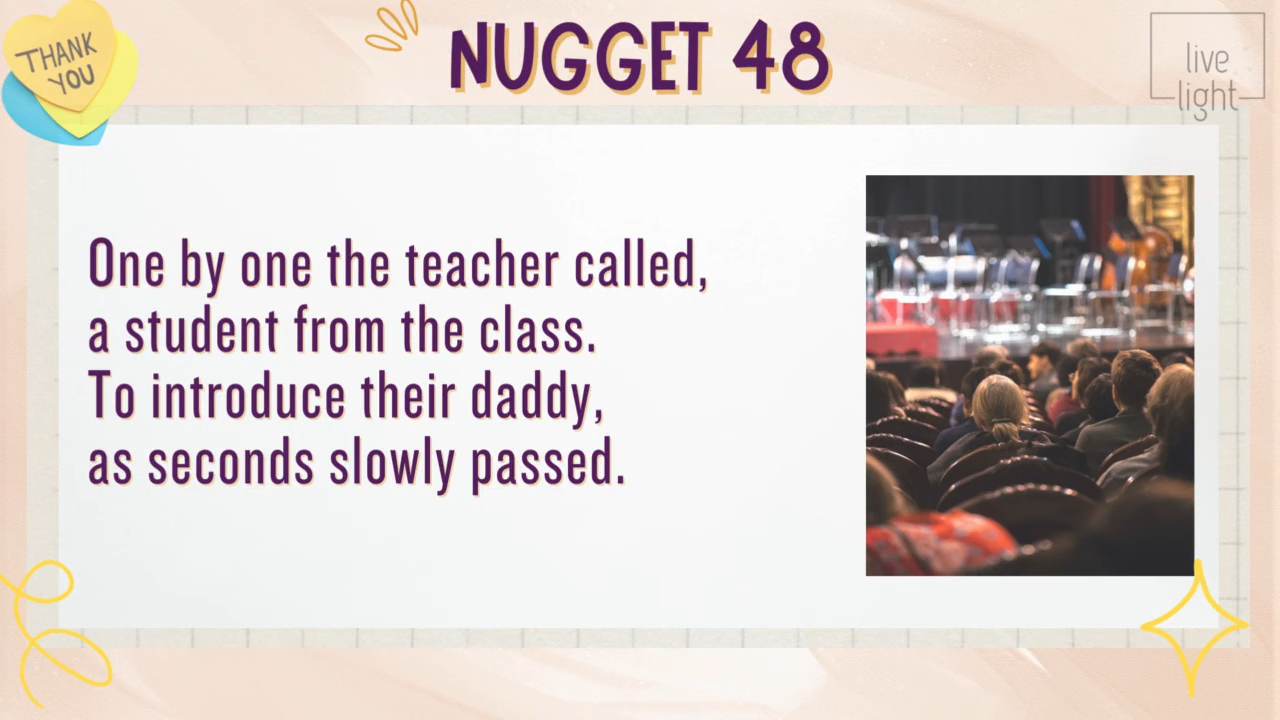 THANK
YOU
NUGGET 48
live
light
One by one the teacher called,
a student from the class.
To introduce their daddy,
as seconds slowly passed.